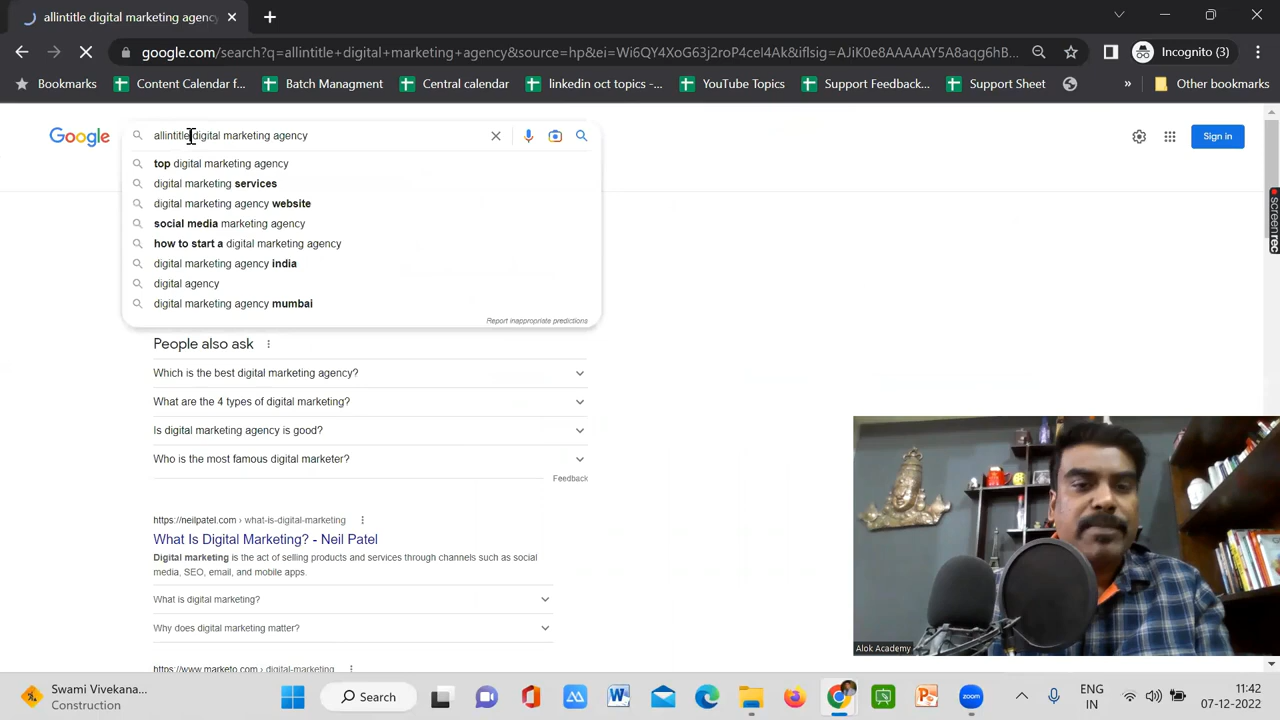 allintitle digital marketing agency
google.com/search?q=allintitle+digital+marketing+agency&source=hp&ei=Wi6QY4XoG63i2roP4cel4Ak&iflsig=AJiK0e8AAAAAY5A8aqg6hB...
Incognito (3)
Bookmarks
Content Calendar f...
Batch Managment
Central calendar
linkedin oct topics -...
YouTube Topics
Support Feedback...
Support Sheet
»
Other bookmarks
Google
allintitle digital marketing agency
Sign in
top digital marketing agency
digital marketing services
digital marketing agency website
social media marketing agency
how to start a digital marketing agency
digital marketing agency india
digital agency
digital marketing agency mumbai
Report inappropriate predictions
People also ask
Which is the best digital marketing agency?
What are the 4 types of digital marketing?
Is digital marketing agency is good?
Who is the most famous digital marketer?
Feedback
https://neilpatel.com › what-is-digital-marketing
What Is Digital Marketing? - Neil Patel
Digital marketing is the act of selling products and services through channels such as social
media, SEO, email, and mobile apps.
What is digital marketing?
Why does digital marketing matter?
https://www.marketo.com › digital-marketing
screenrec
Alok Academy
Swami Vivekana...
Construction
Search
ENG
IN
11:42
07-12-2022